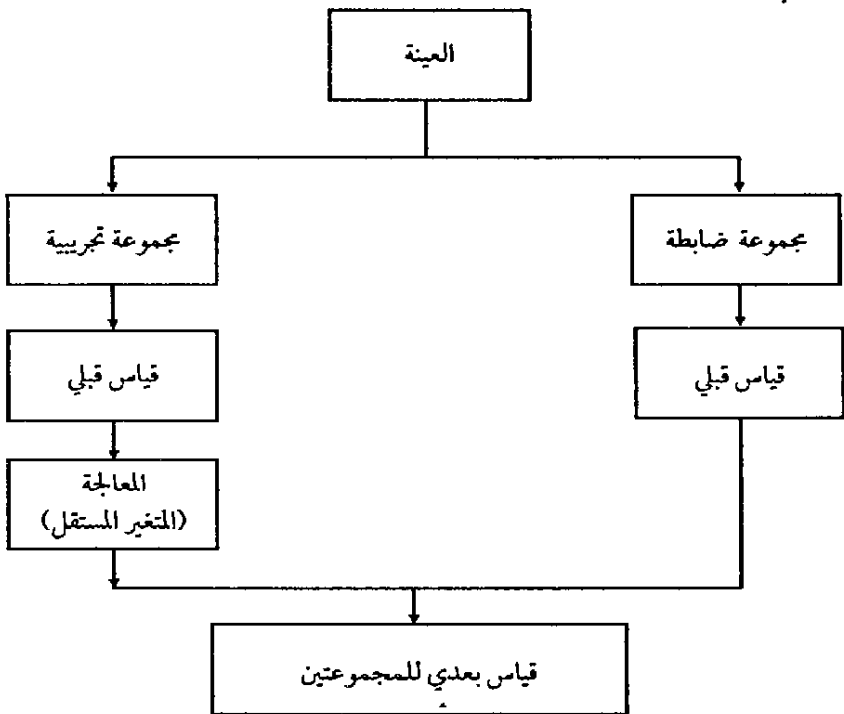 العينة
مجموعة ضابطة
مجموعة تجريبية
قياس قبلي
قياس قبلي
المعالجة
(المتغير المستقل)
قياس بعدي للمجموعتين